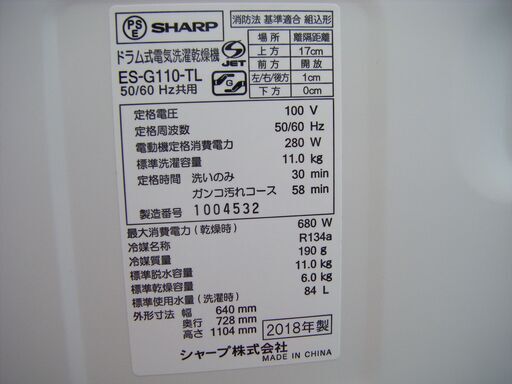 PS
E
SHARP
ドラム式電気洗濯乾燥機
ES-G110-TL
50/60 Hz共用
S-JET
消防法 基準適合 組込形
場所 離隔距離
上方 17cm
前方 開放
左/右/後方 1cm
下方 0cm
定格電圧 100 V
定格周波数 50/60 Hz
電動機定格消費電力 280 W
標準洗濯容量 11.0 kg
定格時間 洗いのみ 30 min
ガンコ汚れコース 58 min
製造番号 1004532
最大消費電力(乾燥時) 680 W
冷媒名称 R134a
冷媒質量 190 g
標準脱水容量 11.0 kg
標準乾燥容量 6.0 kg
標準使用水量(洗濯時) 84 L
外形寸法 幅 640 mm
奥行 728 mm
高さ 1104 mm
2018年製
シャープ株式会社
MADE IN CHINA